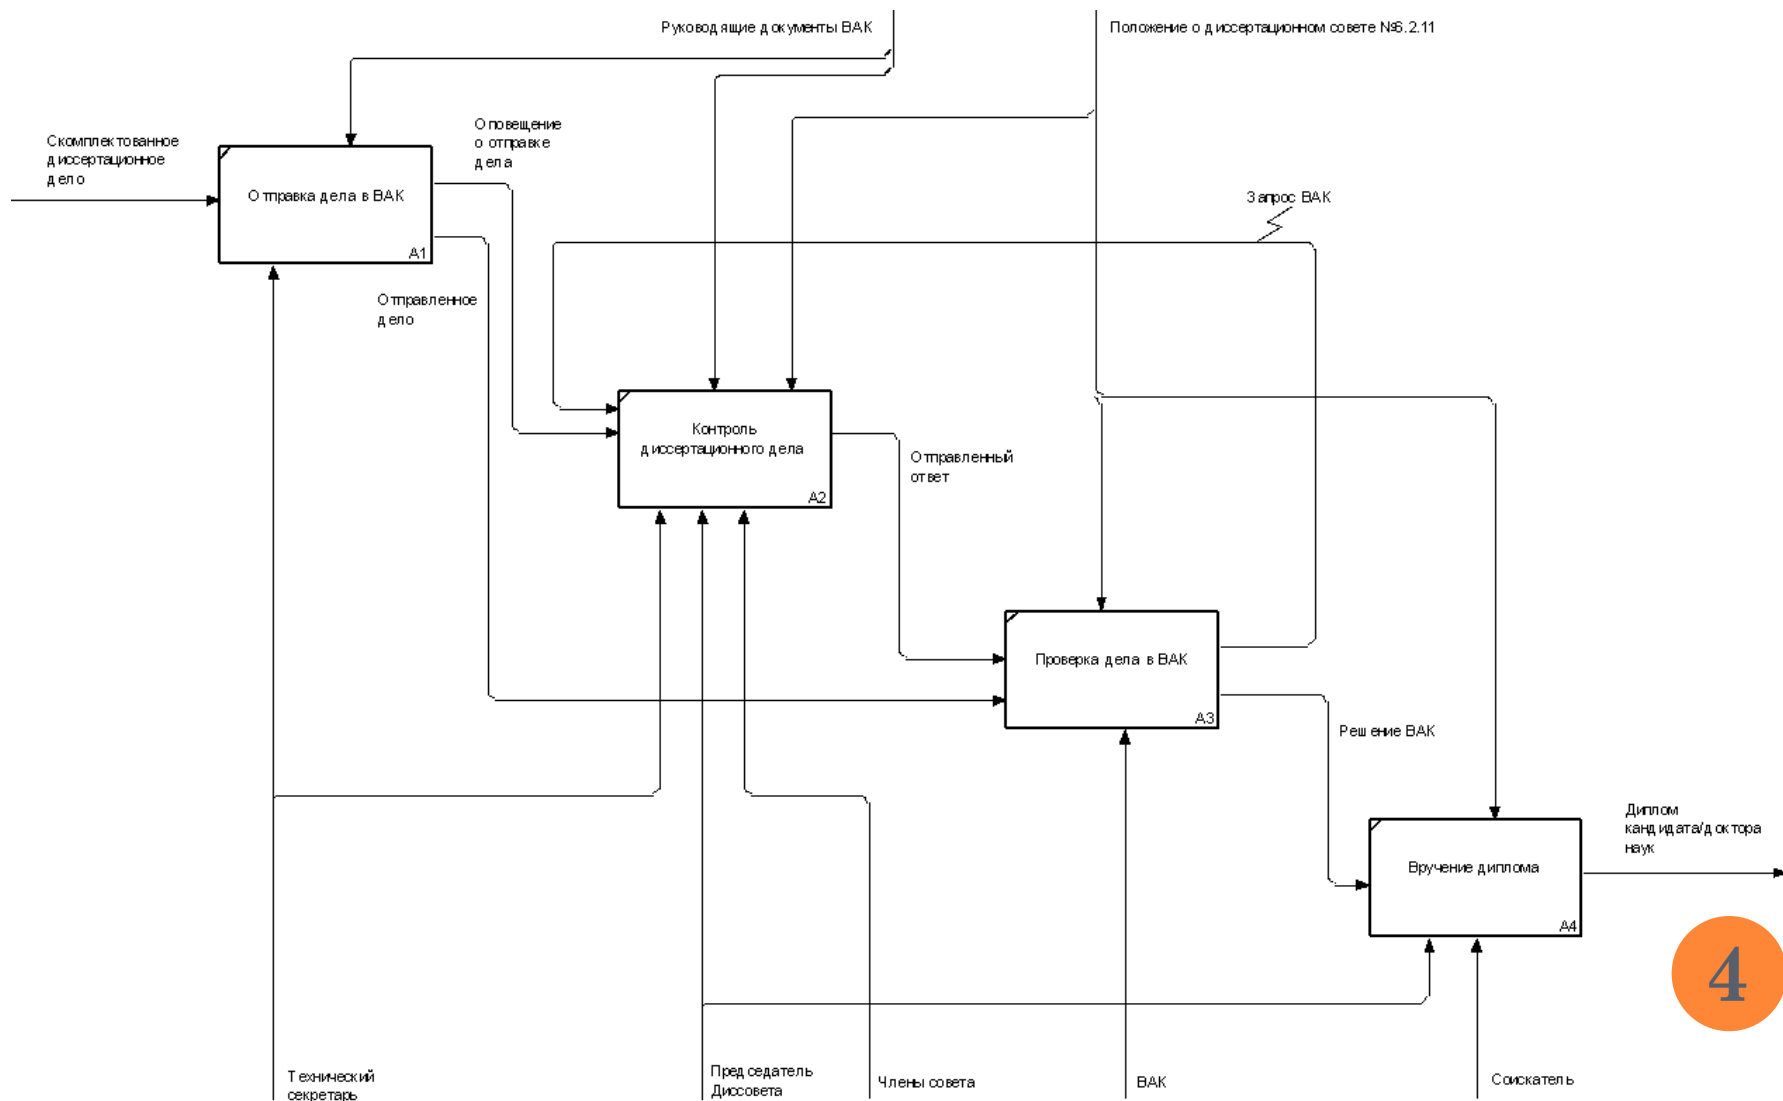 Руководящие документы ВАК
Положение о диссертационном совете №6.2.11
Скомплектованное
диссертационное
дело
Оповещение
о отправке
дела
Отправка дела в ВАК
A1
Запрос ВАК
Отправленное
дело
Контроль
диссертационного дела
A2
Отправленный
ответ
Проверка дела в ВАК
A3
Решение ВАК
Диплом
кандидата/доктора
наук
Вручение диплома
A4
4
Технический
секретарь
Председатель
Диссовета
Члены совета
ВАК
Соискатель